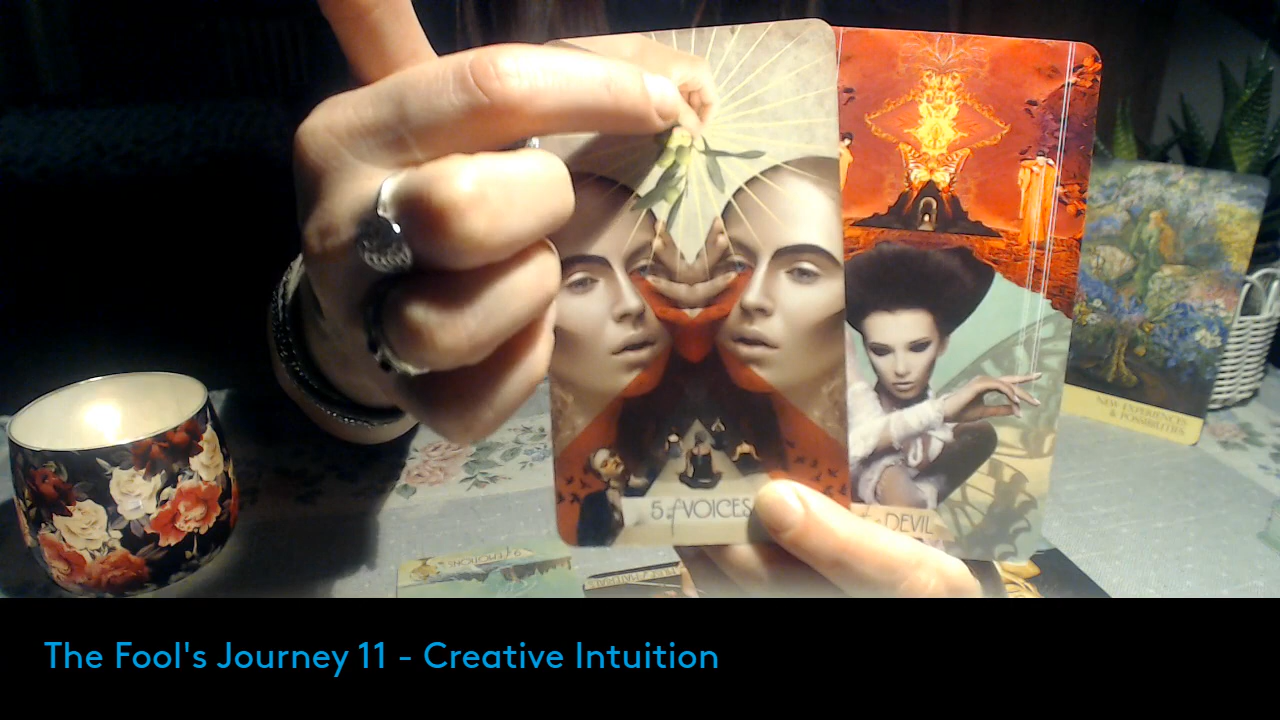 5 of VOICES
DEVIL
NEW EXPERIENCES
& POSSIBILITIES
The Fool's Journey 11 - Creative Intuition